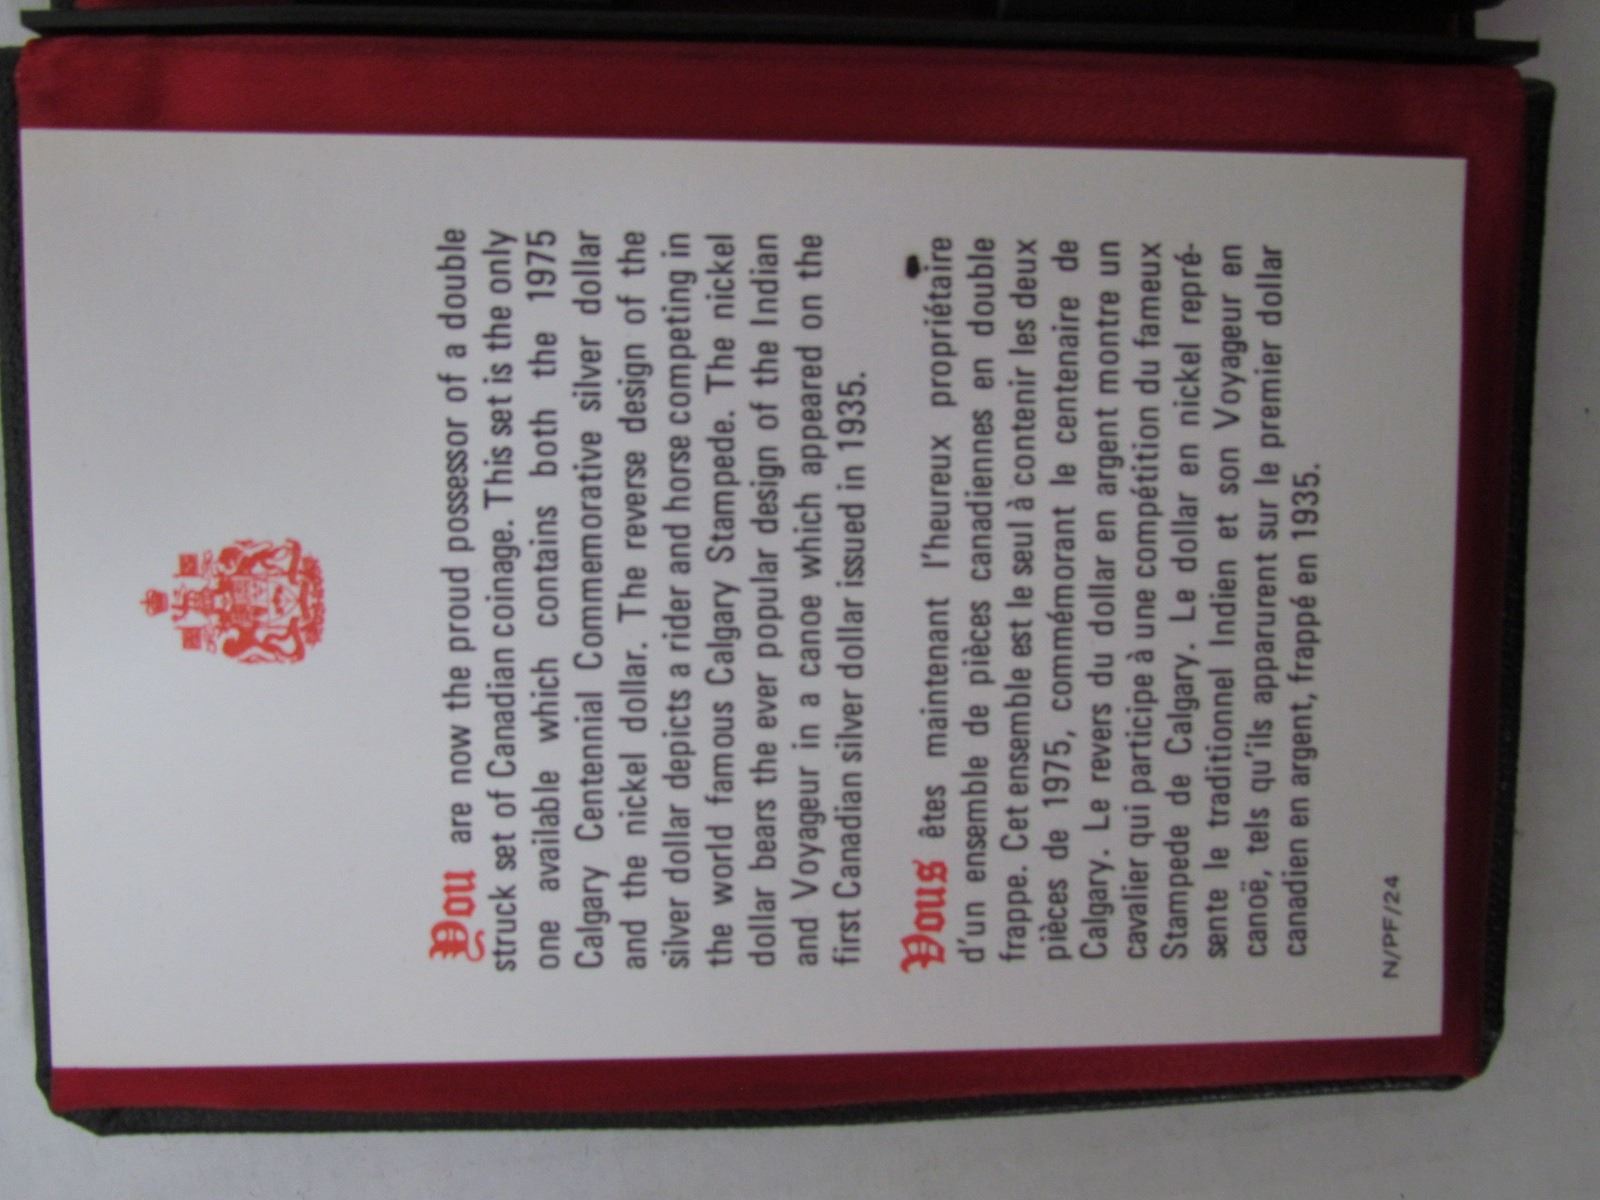 You are now the proud possessor of a double
struck set of Canadian coinage. This set is the only
one available which contains both the 1975
Calgary Centennial Commemorative silver dollar
and the nickel dollar. The reverse design of the
silver dollar depicts a rider and horse competing in
the world famous Calgary Stampede. The nickel
dollar bears the ever popular design of the Indian
and Voyageur in a canoe which appeared on the
first Canadian silver dollar issued in 1935.
Vous êtes maintenant l'heureux propriétaire
d'un ensemble de pièces canadiennes en double
frappe. Cet ensemble est le seul à contenir les deux
pièces de 1975, commémorant le centenaire de
Calgary. Le revers du dollar en argent montre un
cavalier qui participe à une compétition du fameux
Stampede de Calgary. Le dollar en nickel repré-
sente le traditionnel Indien et son Voyageur en
canoë, tels qu'ils apparurent sur le premier dollar
canadien en argent, frappé en 1935.
N/PF/24